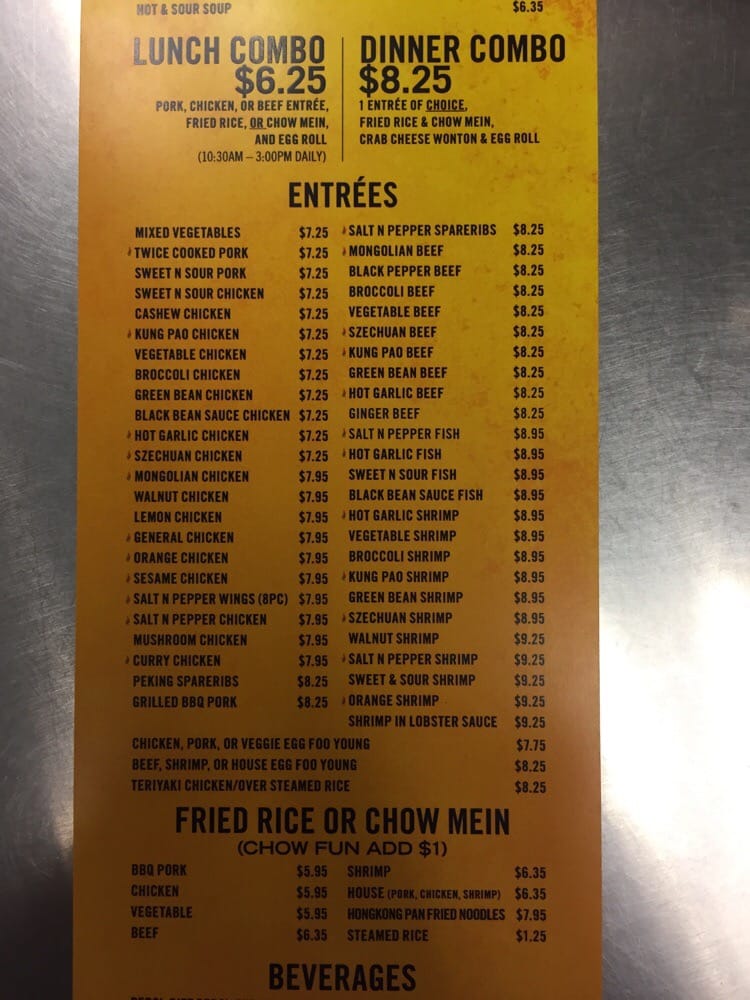 HOT & SOUR SOUP $6.35
LUNCH COMBO
$6.25
PORK, CHICKEN, OR BEEF ENTRÉE,
FRIED RICE, OR CHOW MEIN,
AND EGG ROLL
(10:30AM – 3:00PM DAILY)
DINNER COMBO
$8.25
1 ENTRÉE OF CHOICE,
FRIED RICE & CHOW MEIN,
CRAB CHEESE WONTON & EGG ROLL
ENTRÉES
MIXED VEGETABLES $7.25
TWICE COOKED PORK $7.25
SWEET N SOUR PORK $7.25
SWEET N SOUR CHICKEN $7.25
CASHEW CHICKEN $7.25
KUNG PAO CHICKEN $7.25
VEGETABLE CHICKEN $7.25
BROCCOLI CHICKEN $7.25
GREEN BEAN CHICKEN $7.25
BLACK BEAN SAUCE CHICKEN $7.25
HOT GARLIC CHICKEN $7.25
SZECHUAN CHICKEN $7.25
MONGOLIAN CHICKEN $7.95
WALNUT CHICKEN $7.95
LEMON CHICKEN $7.95
GENERAL CHICKEN $7.95
ORANGE CHICKEN $7.95
SESAME CHICKEN $7.95
SALT N PEPPER WINGS (8PC) $7.95
SALT N PEPPER CHICKEN $7.95
MUSHROOM CHICKEN $7.95
CURRY CHICKEN $7.95
PEKING SPARERIBS $8.25
GRILLED BBQ PORK $8.25
SALT N PEPPER SPARERIBS $8.25
MONGOLIAN BEEF $8.25
BLACK PEPPER BEEF $8.25
BROCCOLI BEEF $8.25
VEGETABLE BEEF $8.25
SZECHUAN BEEF $8.25
KUNG PAO BEEF $8.25
GREEN BEAN BEEF $8.25
HOT GARLIC BEEF $8.25
GINGER BEEF $8.25
SALT N PEPPER FISH $8.95
HOT GARLIC FISH $8.95
SWEET N SOUR FISH $8.95
BLACK BEAN SAUCE FISH $8.95
HOT GARLIC SHRIMP $8.95
VEGETABLE SHRIMP $8.95
BROCCOLI SHRIMP $8.95
KUNG PAO SHRIMP $8.95
GREEN BEAN SHRIMP $8.95
SZECHUAN SHRIMP $8.95
WALNUT SHRIMP $9.25
SALT N PEPPER SHRIMP $9.25
SWEET & SOUR SHRIMP $9.25
ORANGE SHRIMP $9.25
SHRIMP IN LOBSTER SAUCE $9.25
CHICKEN, PORK, OR VEGGIE EGG FOO YOUNG $7.75
BEEF, SHRIMP, OR HOUSE EGG FOO YOUNG $8.25
TERIYAKI CHICKEN/OVER STEAMED RICE $8.25
FRIED RICE OR CHOW MEIN
(CHOW FUN ADD $1)
BBQ PORK $5.95
CHICKEN $5.95
VEGETABLE $5.95
BEEF $6.35
SHRIMP $6.35
HOUSE (PORK, CHICKEN, SHRIMP) $6.35
HONGKONG PAN FRIED NOODLES $7.95
STEAMED RICE $1.25
BEVERAGES